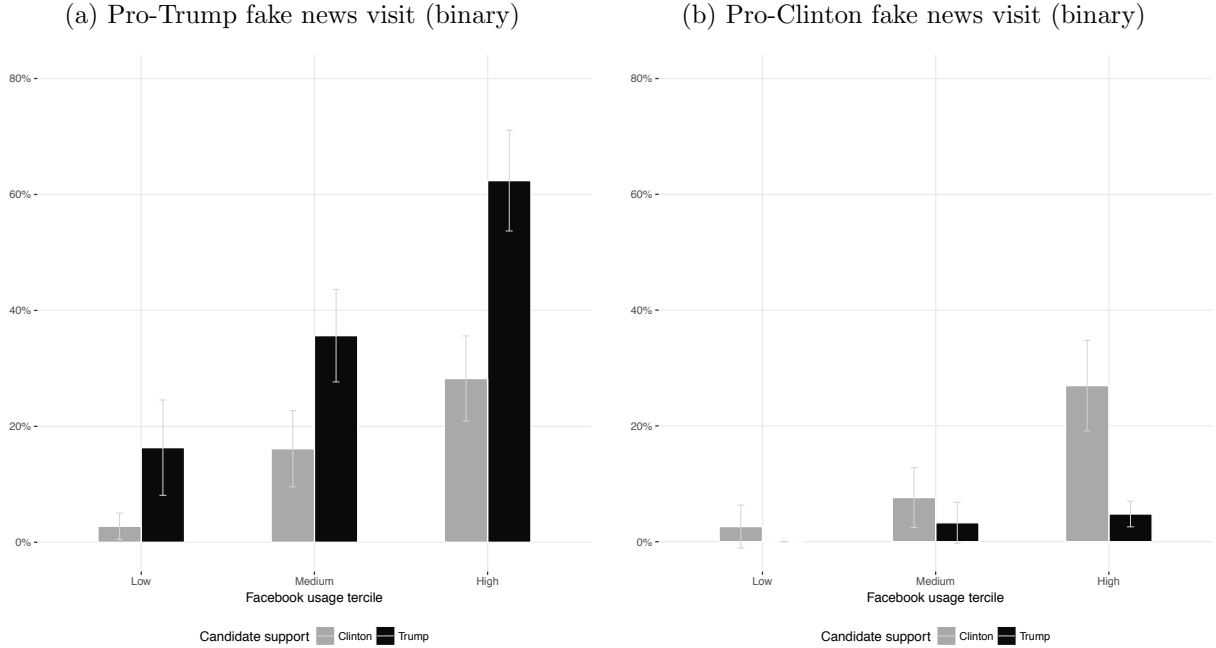 (a) Pro-Trump fake news visit (binary)
80%
60%
40%
20%
0%
Low Medium High
Facebook usage tercile
Candidate support Clinton Trump
(b) Pro-Clinton fake news visit (binary)
80%
60%
40%
20%
0%
Low Medium High
Facebook usage tercile
Candidate support Clinton Trump